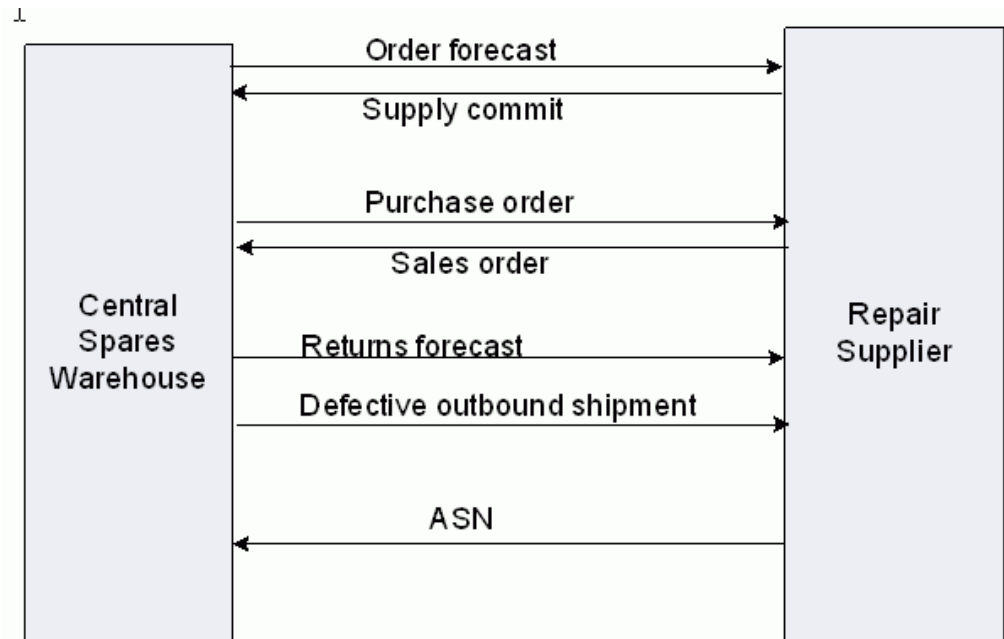 Order forecast
Supply commit
Purchase order
Sales order
Central
Spares
Warehouse
Repair
Supplier
Returns forecast
Defective outbound shipment
ASN